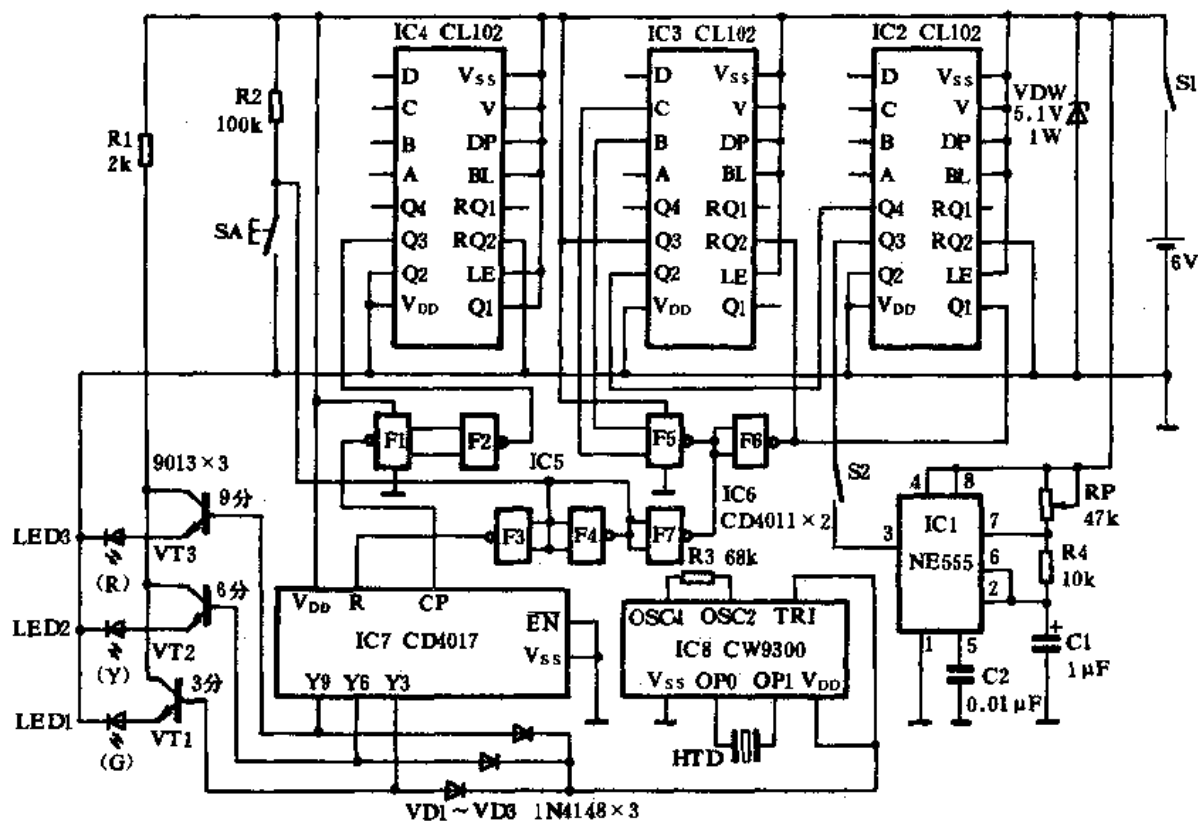 IC4 CL102
IC3 CL102
IC2 CL102
D
C
B
A
Q4
Q3
Q2
VDD
VSS
V
DP
BL
RQ1
RQ2
LE
Q1
D
C
B
A
Q4
Q3
Q2
VDD
VSS
V
DP
BL
RQ1
RQ2
LE
Q1
D
C
B
A
Q4
Q3
Q2
VDD
VSS
V
DP
BL
RQ1
RQ2
LE
Q1
R1
2k
R2
100k
SA
VDW
5.1V
1W
S1
6V
F1
F2
IC5
F3
F4
F5
F6
F7
IC6
CD4011×2
S2
9013×3
9分
VT3
LED3
(R)
6分
VT2
LED2
(Y)
3分
VT1
LED1
(G)
VDD
R
CP
IC7 CD4017
EN
VSS
Y9
Y6
Y3
VD1~VD3 1N4148×3
R3 68k
OSC1
OSC2
TRI
IC8 CW9300
VSS
OP0
OP1
VDD
HTD
4
8
IC1
NE555
3
7
6
2
1
5
RP
47k
R4
10k
+
C1
1μF
C2
0.01μF